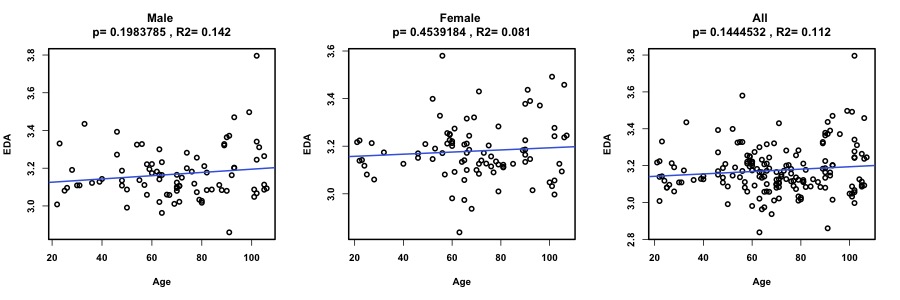 Male
p= 0.1983785 , R2= 0.142
EDA
3.8
3.6
3.4
3.2
3.0
20 40 60 80 100
Age
Female
p= 0.4539184 , R2= 0.081
EDA
3.6
3.4
3.2
3.0
20 40 60 80 100
Age
All
p= 0.1444532 , R2= 0.112
EDA
3.8
3.6
3.4
3.2
3.0
2.8
20 40 60 80 100
Age